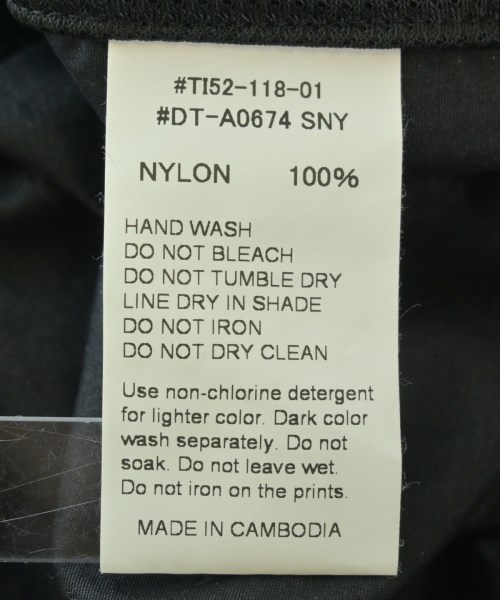 #TI52-118-01
#DT-A0674 SNY
NYLON 100%
HAND WASH
DO NOT BLEACH
DO NOT TUMBLE DRY
LINE DRY IN SHADE
DO NOT IRON
DO NOT DRY CLEAN
Use non-chlorine detergent
for lighter color. Dark color
wash separately. Do not
soak. Do not leave wet.
Do not iron on the prints.
MADE IN CAMBODIA